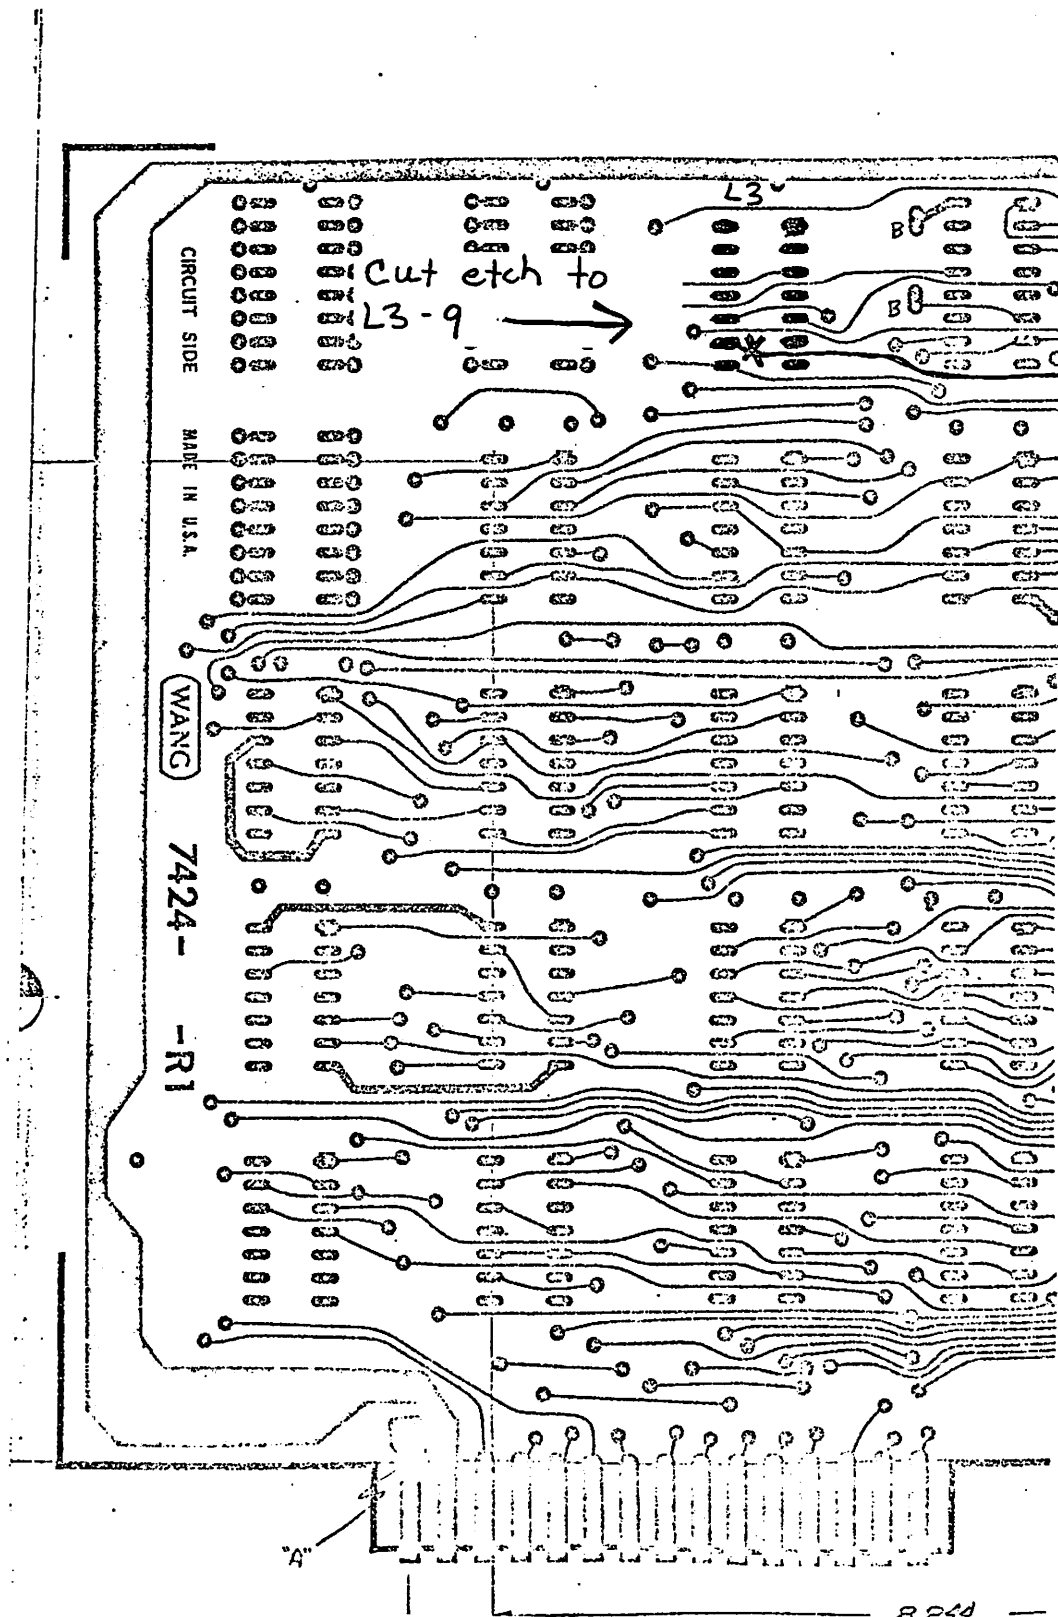 L3
B
Cut etch to
L3-9
B
CIRCUIT SIDE
MADE IN U.S.A.
WANG
7424- -R1
"A"